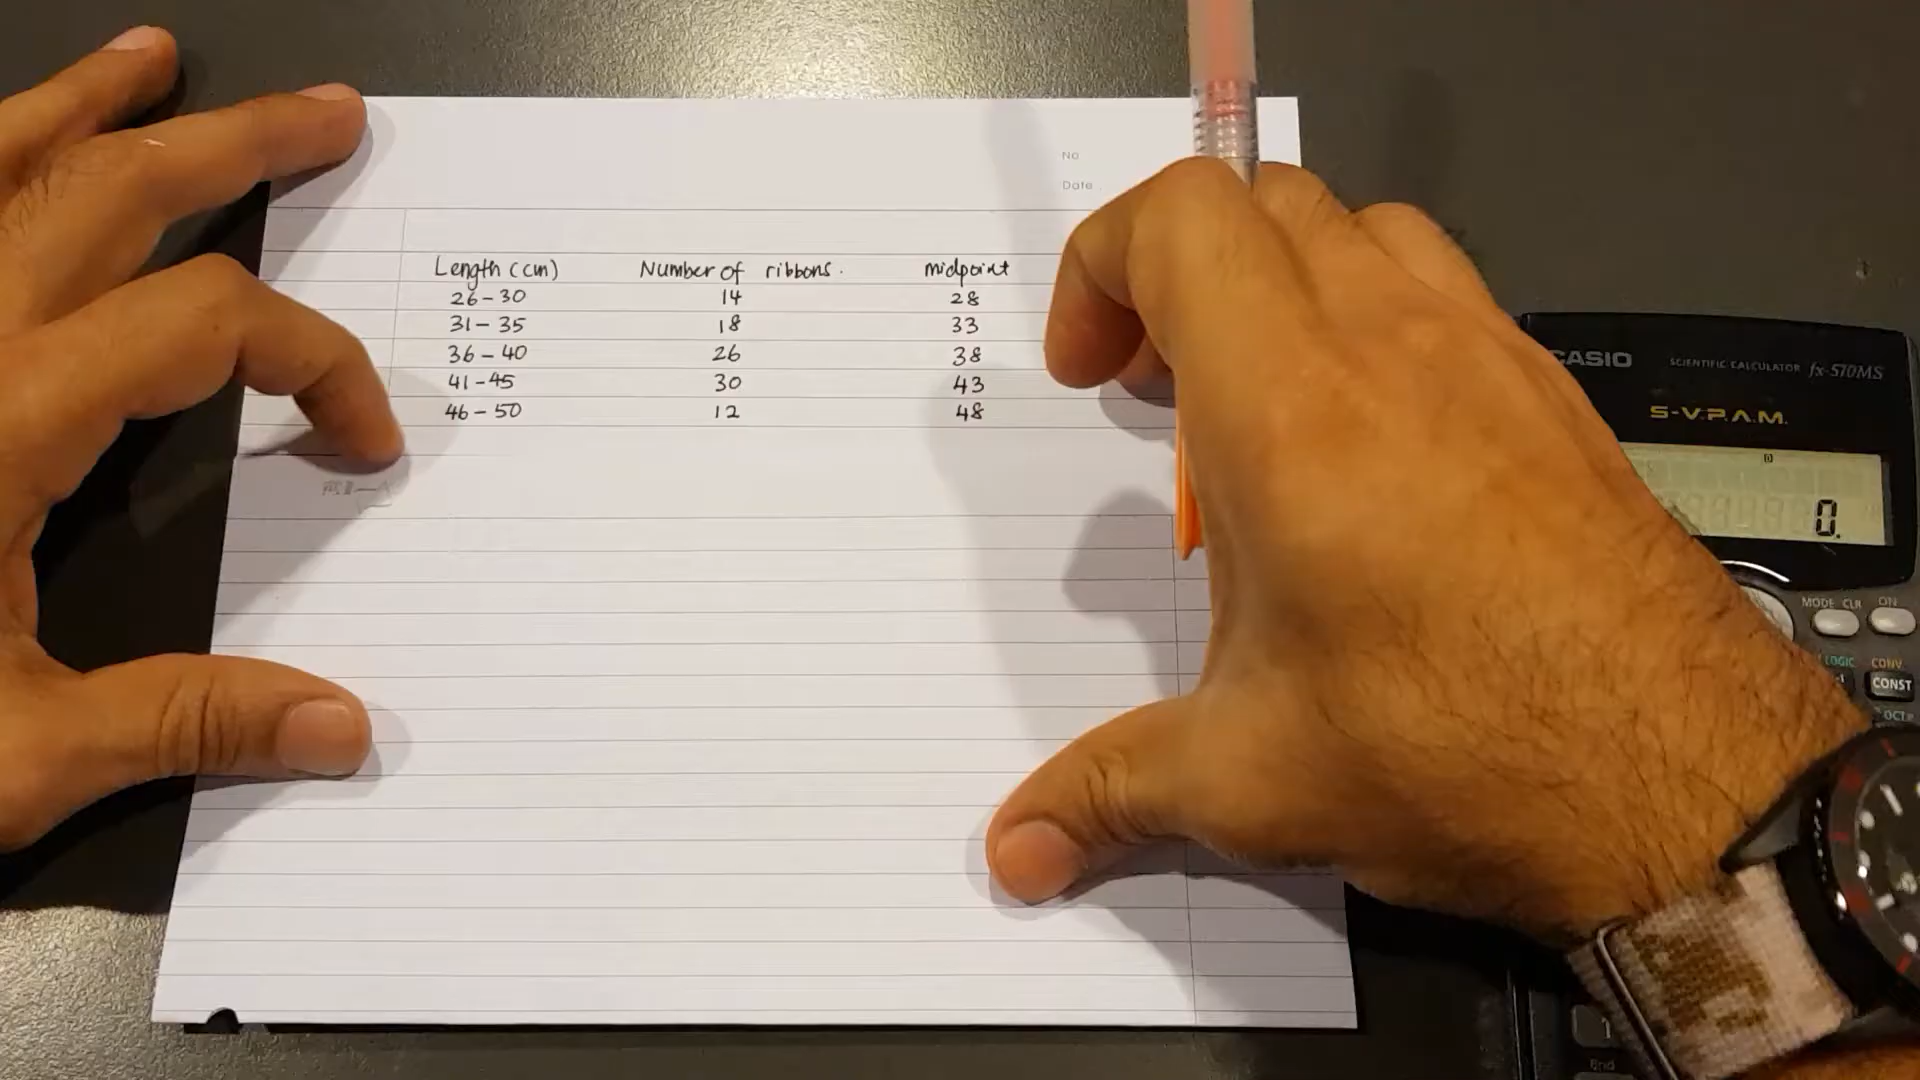 No
Date
Length (cm) Number of ribbons. midpoint
26 - 30 14 28
31 - 35 18 33
36 - 40 26 38
41 - 45 30 43
46 - 50 12 48
CASIO SCIENTIFIC CALCULATOR fx-570MS
S-V.P.A.M.
D
0.
MODE CLR ON
LOGIC CONV
CONST
OCT
1